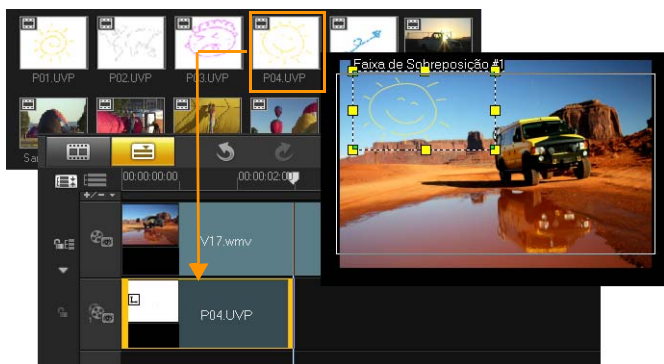 P01.UVP
P02.UVP
P03.UVP
P04.UVP
Faixa de Sobreposição #1
00:00:00:00
00:00:02:00
V17.wmv
P04.UVP